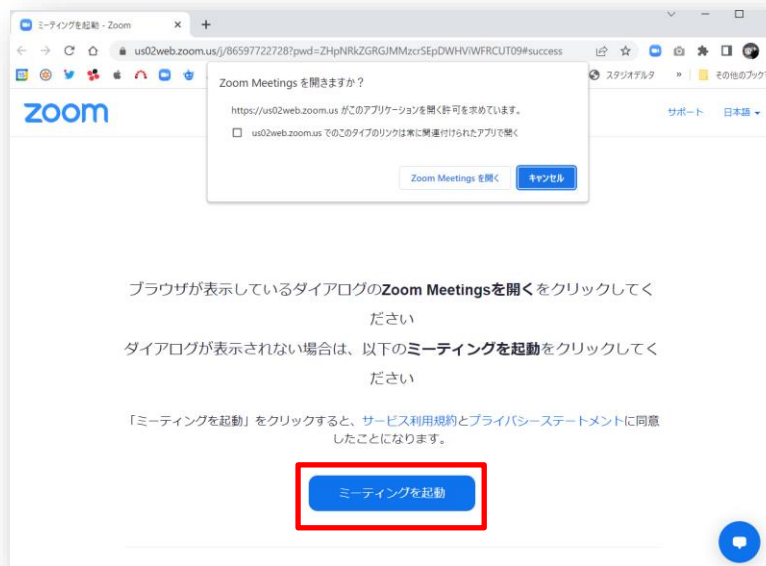 ミーティングを起動 - Zoom
us02web.zoom.us/j/86597722728?pwd=ZHpNRkZGRGJMMzcrSEpDWHViWFRCUT09#success
スタジオデルタ
»
その他のブック
zoom
サポート 日本語
Zoom Meetings を開きますか？
https://us02web.zoom.us がこのアプリケーションを開く許可を求めています。
us02web.zoom.us でのこのタイプのリンクは常に関連付けられたアプリで開く
Zoom Meetings を開く キャンセル
ブラウザが表示しているダイアログのZoom Meetingsを開くをクリックしてく
ださい
ダイアログが表示されない場合は、以下のミーティングを起動をクリックしてく
ださい
「ミーティングを起動」をクリックすると、サービス利用規約とプライバシーステートメントに同意
したことになります。
ミーティングを起動